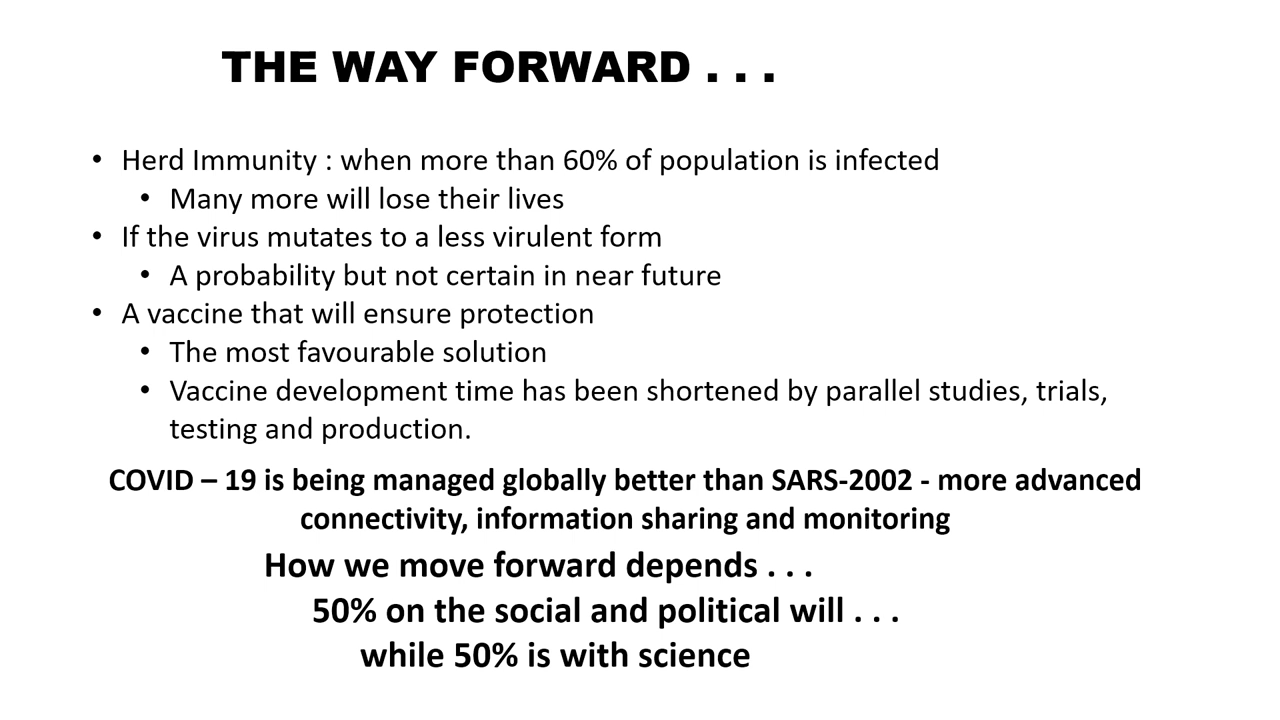 THE WAY FORWARD . . .
• Herd Immunity : when more than 60% of population is infected
• Many more will lose their lives
• If the virus mutates to a less virulent form
• A probability but not certain in near future
• A vaccine that will ensure protection
• The most favourable solution
• Vaccine development time has been shortened by parallel studies, trials,
testing and production.
COVID – 19 is being managed globally better than SARS-2002 - more advanced
connectivity, information sharing and monitoring
How we move forward depends . . .
50% on the social and political will . . .
while 50% is with science